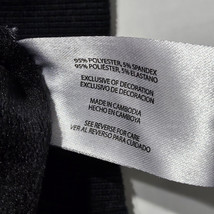 95% POLYESTER, 5% SPANDEX
95% POLIÉSTER, 5% ELASTANO
EXCLUSIVE OF DECORATION
EXCLUSIVO DE DECORACIÓN
MADE IN CAMBODIA
HECHO EN CAMBOYA
SEE REVERSE FOR CARE
VER AL REVERSO PARA CUIDADO